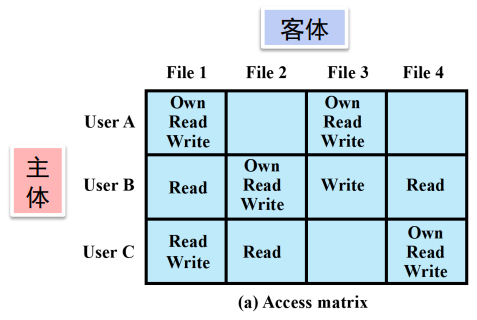 客体
File 1 File 2 File 3 File 4
User A
Own
Read
Write
Own
Read
Write
主体
User B
Read
Own
Read
Write
Write
Read
User C
Read
Write
Read
Own
Read
Write
(a) Access matrix